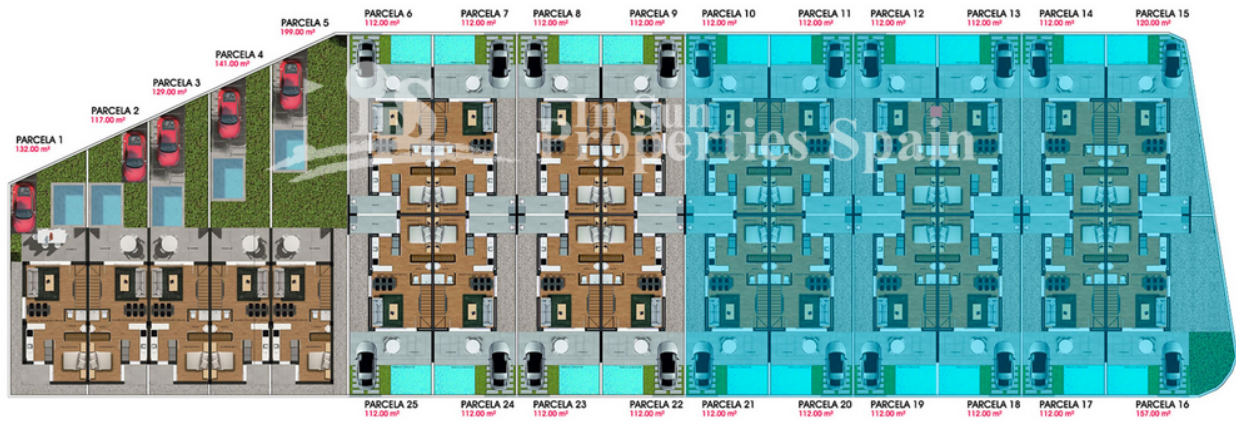 PARCELA 1
132.00 m²
PARCELA 2
117.00 m²
PARCELA 3
129.00 m²
PARCELA 4
141.00 m²
PARCELA 5
199.00 m²
PARCELA 6
112.00 m²
PARCELA 7
112.00 m²
PARCELA 8
112.00 m²
PARCELA 9
112.00 m²
PARCELA 10
112.00 m²
PARCELA 11
112.00 m²
PARCELA 12
112.00 m²
PARCELA 13
112.00 m²
PARCELA 14
112.00 m²
PARCELA 15
120.00 m²
In Sun
Properties Spain
PARCELA 25
112.00 m²
PARCELA 24
112.00 m²
PARCELA 23
112.00 m²
PARCELA 22
112.00 m²
PARCELA 21
112.00 m²
PARCELA 20
112.00 m²
PARCELA 19
112.00 m²
PARCELA 18
112.00 m²
PARCELA 17
112.00 m²
PARCELA 16
157.00 m²